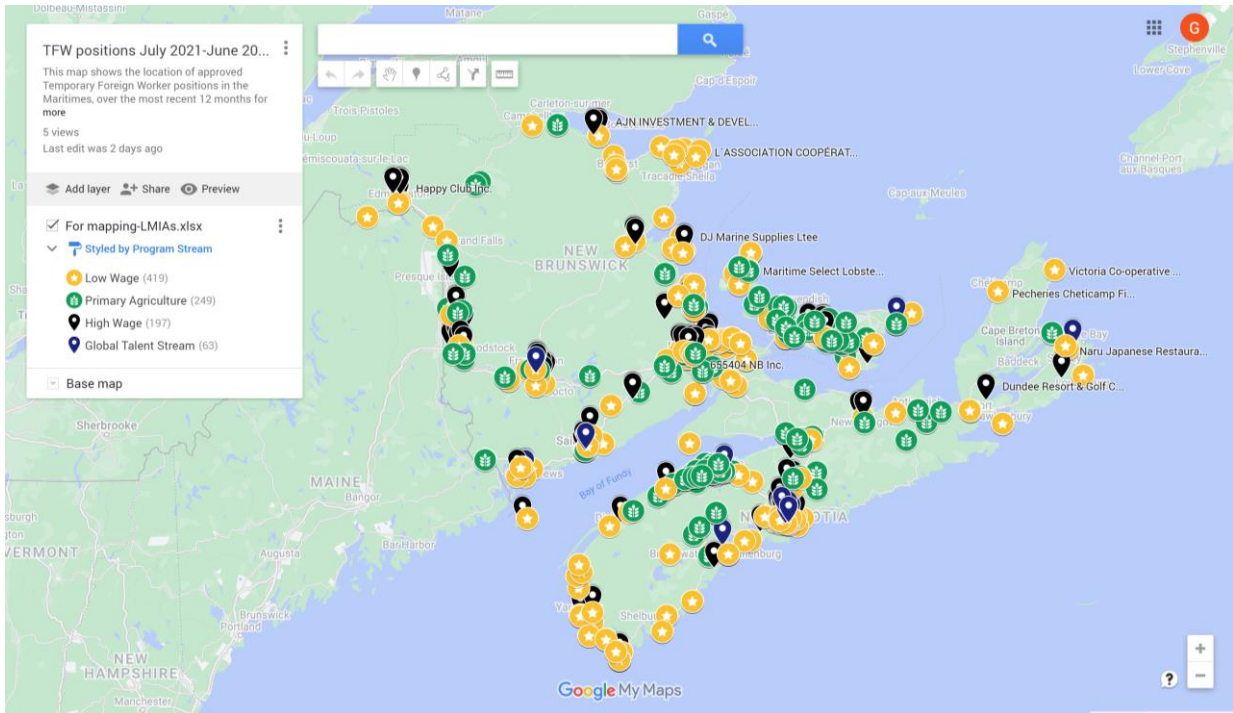 TFW positions July 2021-June 20...
This map shows the location of approved
Temporary Foreign Worker positions in the
Maritimes, over the most recent 12 months for
more
5 views
Last edit was 2 days ago
Add layer
Share
Preview
For mapping-LMIAs.xlsx
Styled by Program Stream
Low Wage (419)
Primary Agriculture (249)
High Wage (197)
Global Talent Stream (63)
Base map
G
Dolbeau-Mistassini
Matane
Gaspé
Cap-d'Espoir
Stephenville
Lower Cove
Trois Pistoles
Carleton-sur-mer
AJN INVESTMENT & DEVEL...
L`ASSOCIATION COOPÉRAT...
Tracadie-Sheila
émiscouata-sur-le-Lac
Happy Club Inc.
Channel-Port
aux Basques
Cap-aux-Meules
DJ Marine Supplies Ltee
NEW
BRUNSWICK
Presque Is
Maritime Select Lobste...
Victoria Co-operative ...
Pecheries Cheticamp Fi...
Cape Breton
Island
Baddeck
Naru Japanese Restaura...
Dundee Resort & Golf C...
655404 NB Inc.
Sherbrooke
MAINE
Bangor
Bar Harbor
Bay of Fundy
Augusta
VERMONT
Brunswick
Portland
NEW
HAMPSHIRE
Manchester
Google My Maps
+
?
−